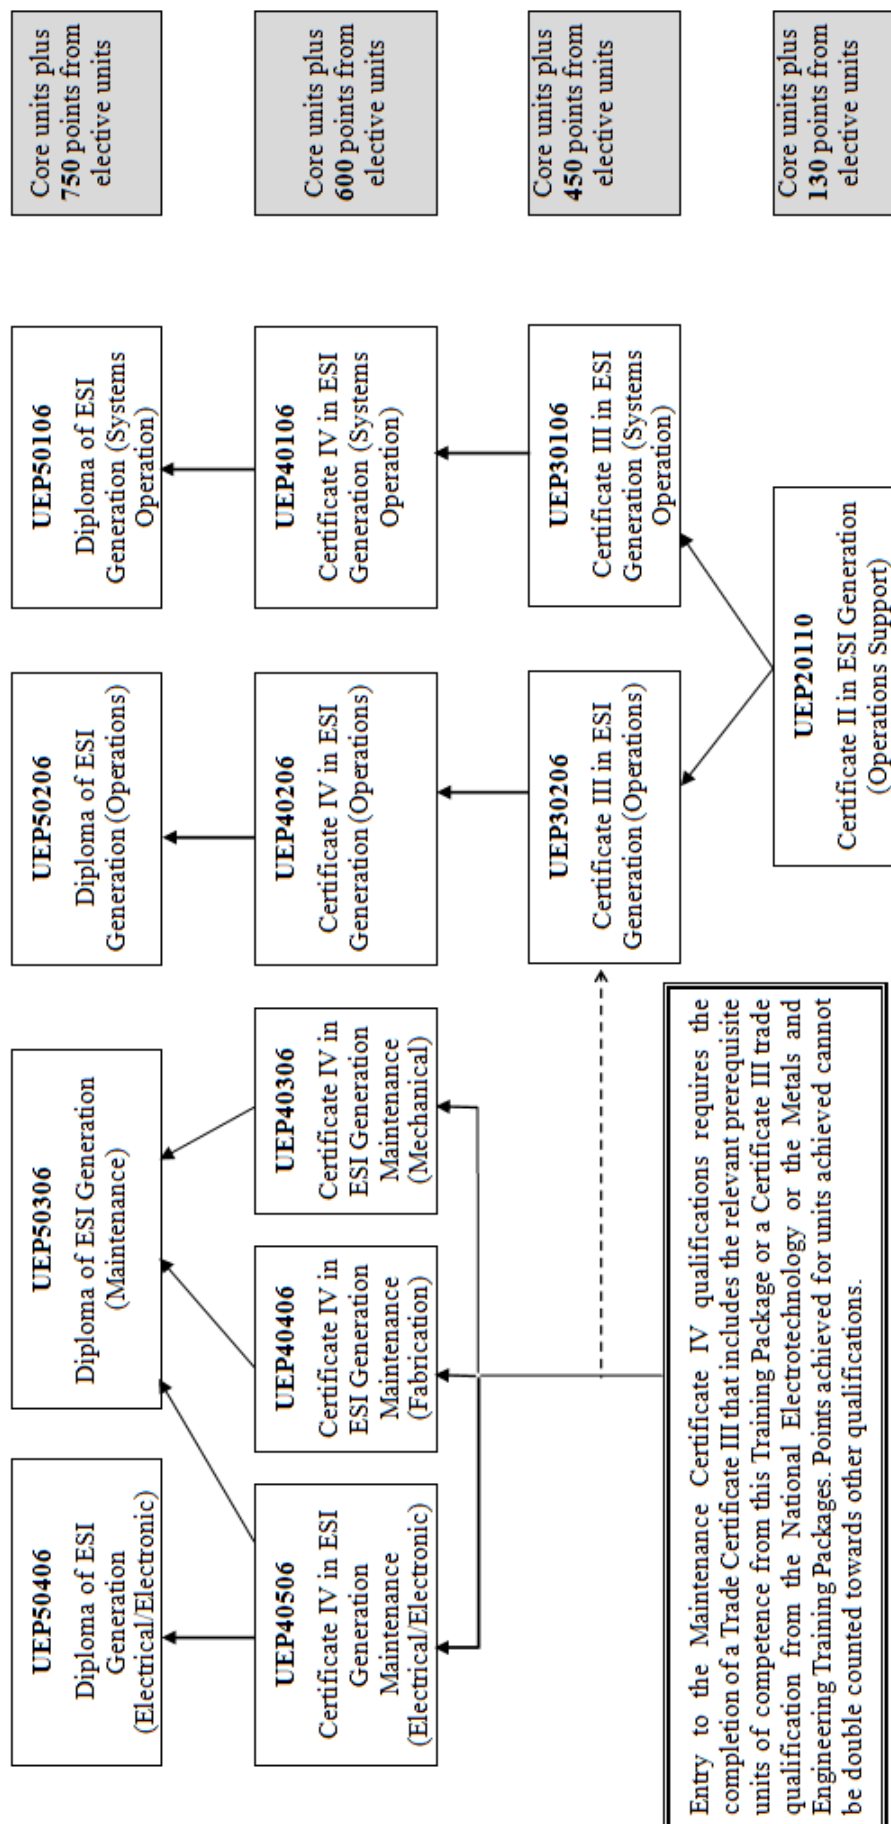 UEP50406
Diploma of ESI
Generation
(Electrical/Electronic)
UEP50306
Diploma of ESI Generation
(Maintenance)
UEP50206
Diploma of ESI
Generation (Operations)
UEP50106
Diploma of ESI
Generation (Systems
Operation)
Core units plus
750 points from
elective units
UEP40506
Certificate IV in ESI
Generation
Maintenance
(Electrical/Electronic)
UEP40406
Certificate IV in
ESI Generation
Maintenance
(Fabrication)
UEP40306
Certificate IV in
ESI Generation
Maintenance
(Mechanical)
UEP40206
Certificate IV in ESI
Generation (Operations)
UEP40106
Certificate IV in ESI
Generation (Systems
Operation)
Core units plus
600 points from
elective units
UEP30206
Certificate III in ESI
Generation (Operations)
UEP30106
Certificate III in ESI
Generation (Systems
Operation)
Core units plus
450 points from
elective units
Entry to the Maintenance Certificate IV qualifications requires the
completion of a Trade Certificate III that includes the relevant prerequisite
units of competence from this Training Package or a Certificate III trade
qualification from the National Electrotechnology or the Metals and
Engineering Training Packages. Points achieved for units achieved cannot
be double counted towards other qualifications.
UEP20110
Certificate II in ESI Generation
(Operations Support)
Core units plus
130 points from
elective units